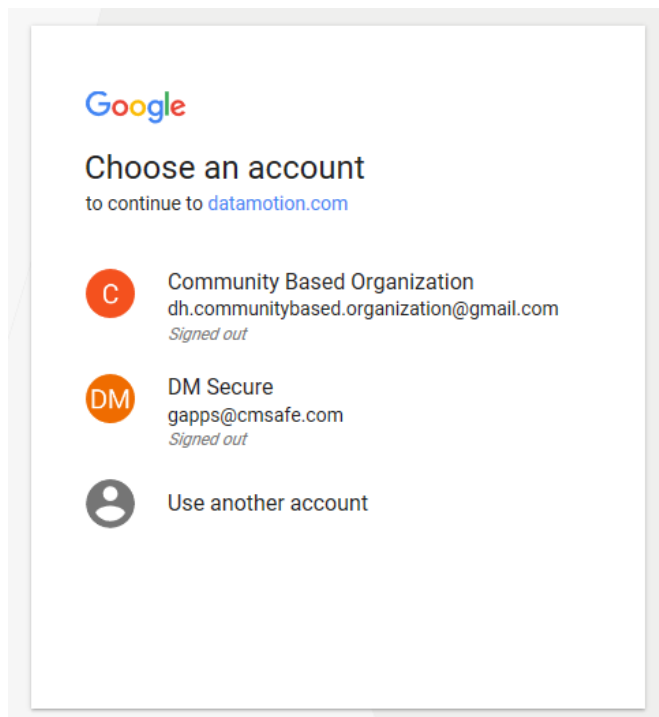 Google
Choose an account
to continue to datamotion.com
C
Community Based Organization
dh.communitybased.organization@gmail.com
Signed out
DM
DM Secure
gapps@cmsafe.com
Signed out
Use another account